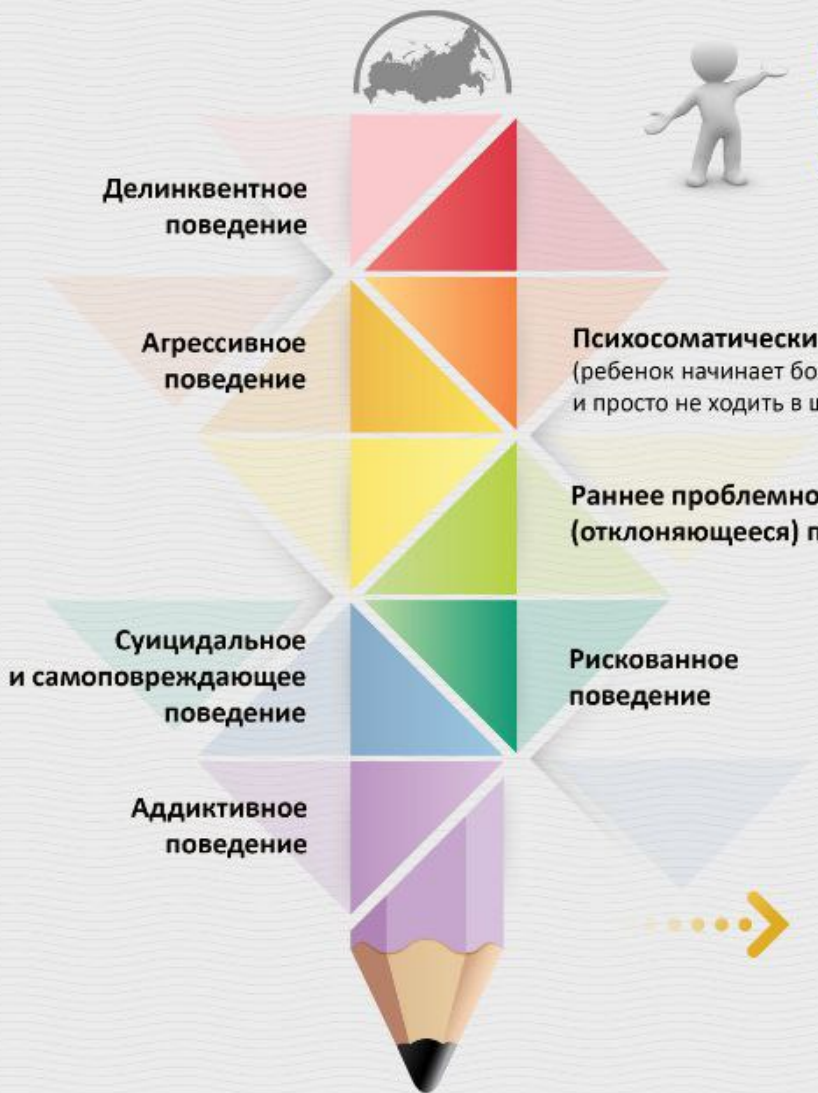 Делинквентное
поведение
Агрессивное
поведение
Психосоматически
(ребенок начинает бо
и просто не ходить в ш
Раннее проблемно
(отклоняющееся) п
Суицидальное
и самоповреждающее
поведение
Рискованное
поведение
Аддиктивное
поведение